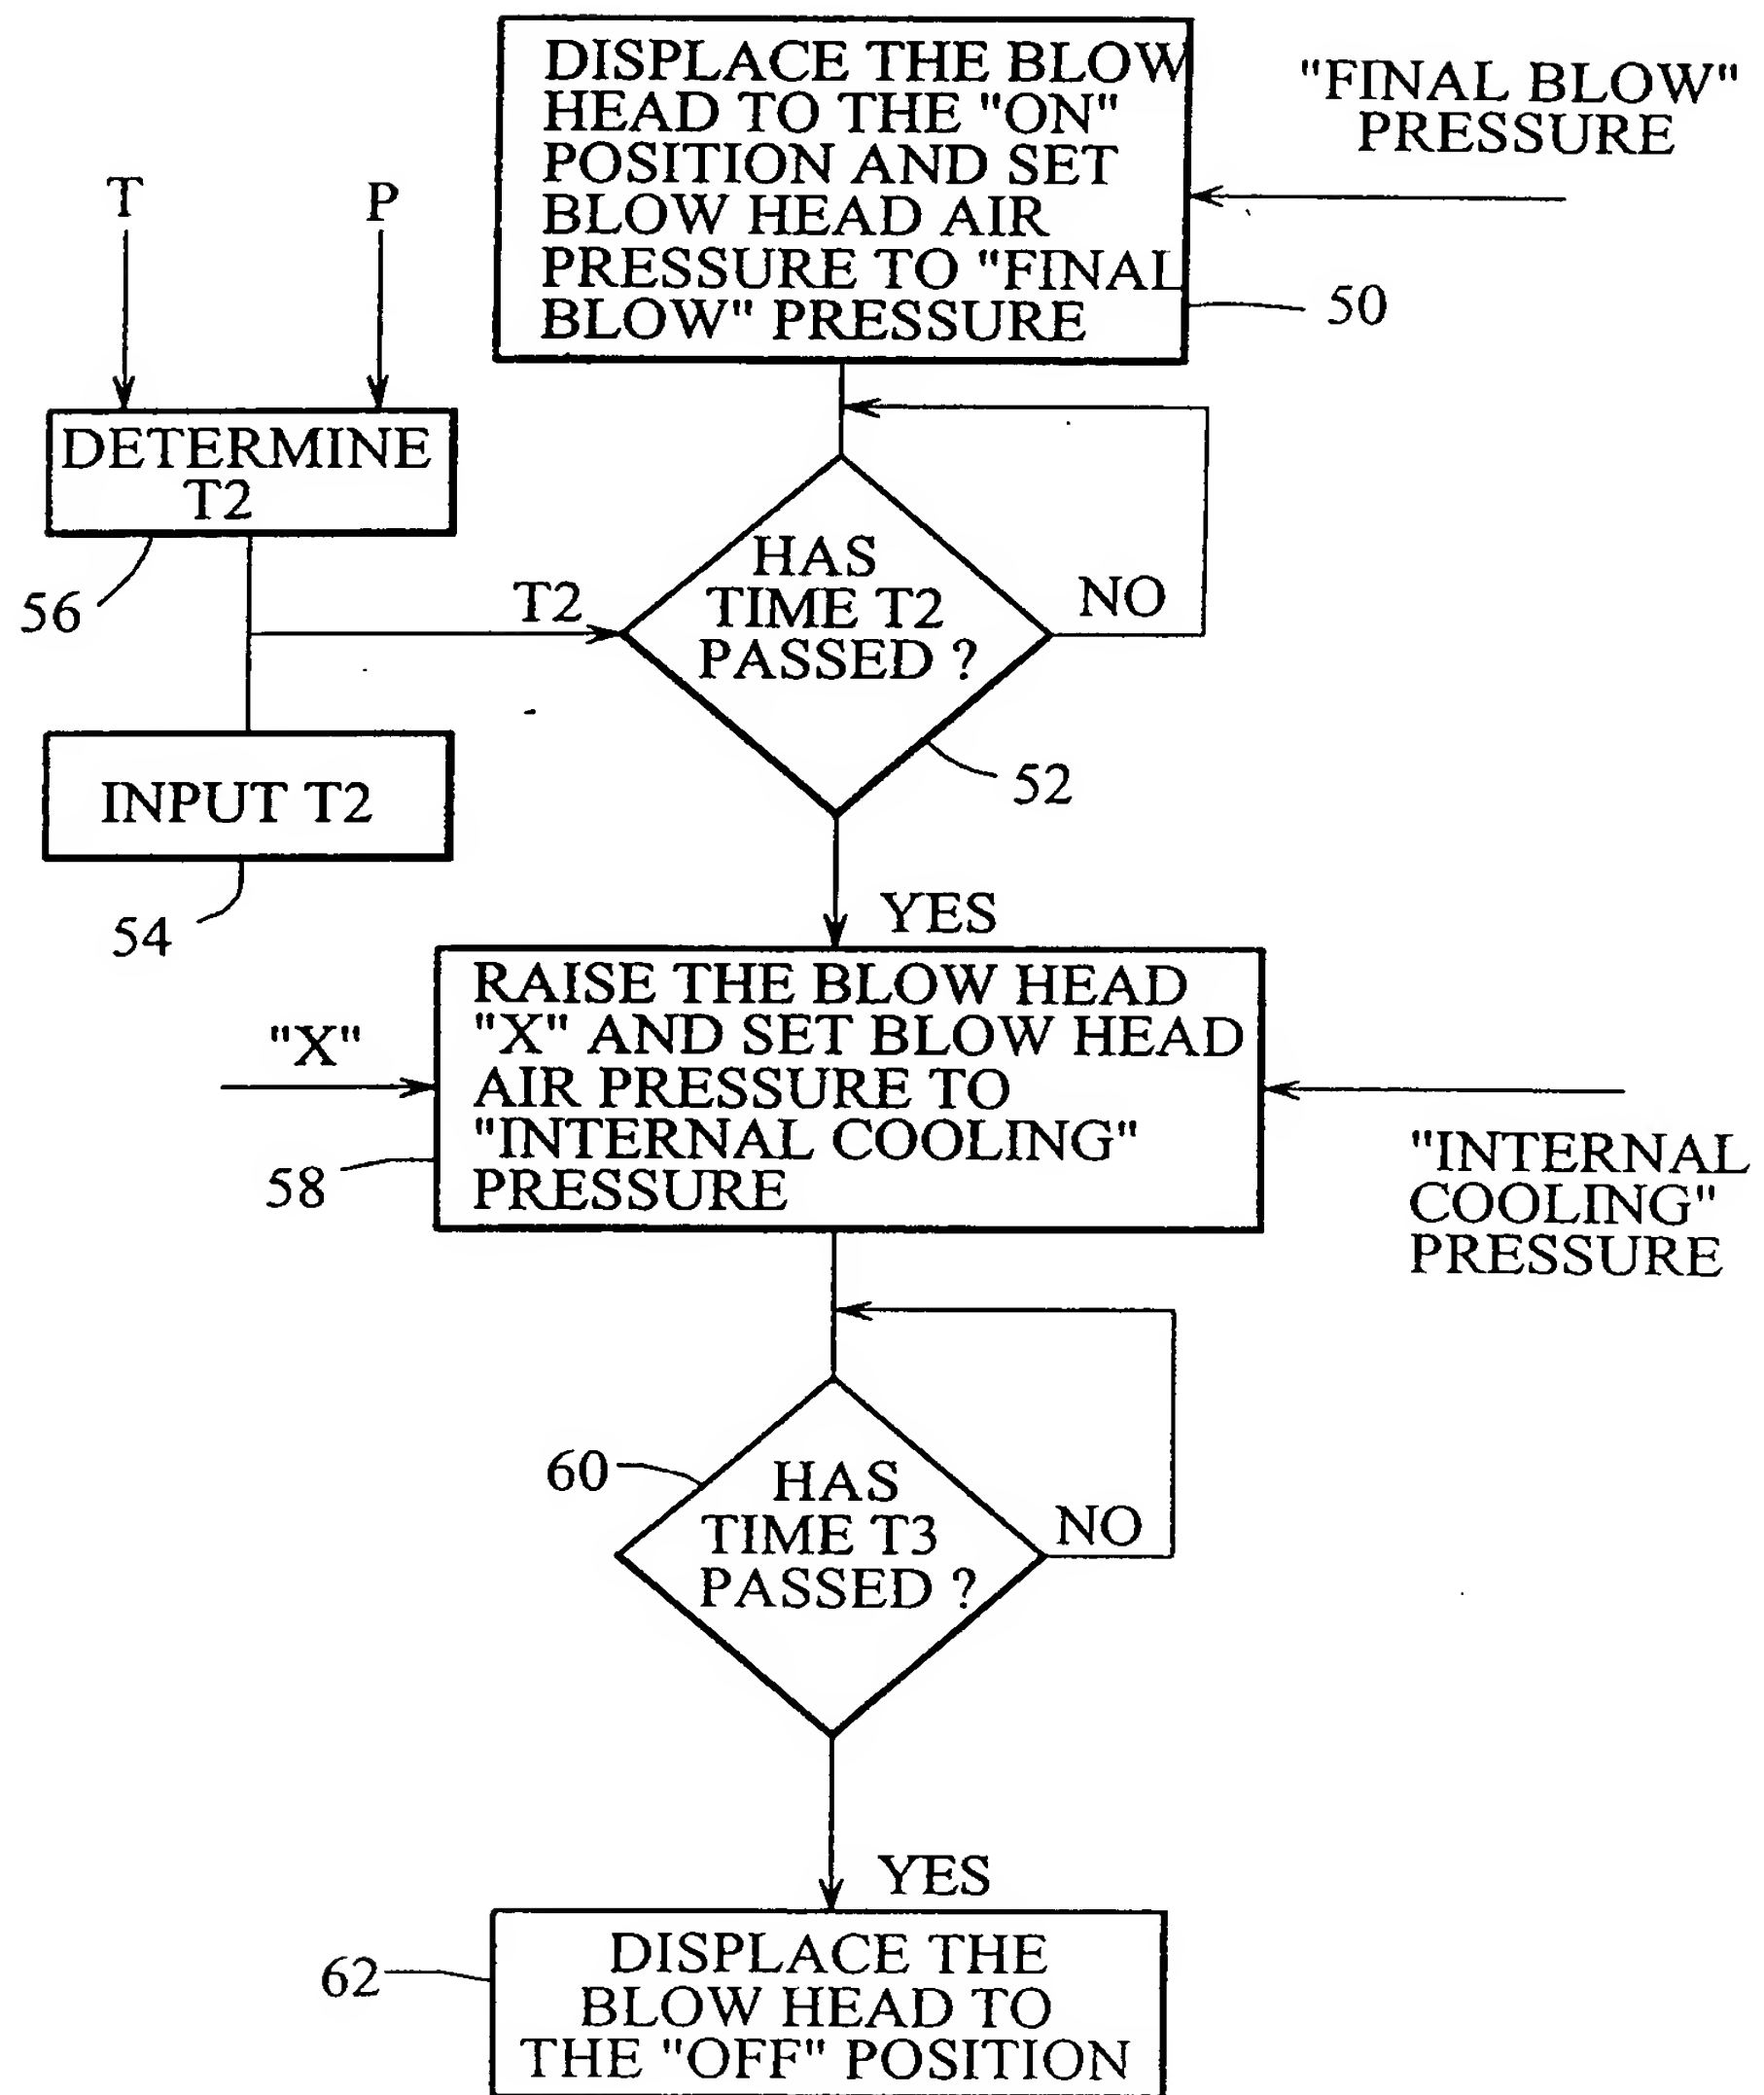 DISPLACE THE BLOW
HEAD TO THE "ON"
POSITION AND SET
BLOW HEAD AIR
PRESSURE TO "FINAL
BLOW" PRESSURE
"FINAL BLOW"
PRESSURE
50
T
P
DETERMINE
T2
56
T2
HAS
TIME T2
PASSED ?
NO
52
INPUT T2
54
YES
"X"
RAISE THE BLOW HEAD
"X" AND SET BLOW HEAD
AIR PRESSURE TO
"INTERNAL COOLING"
PRESSURE
58
"INTERNAL
COOLING"
PRESSURE
60
HAS
TIME T3
PASSED ?
NO
YES
62
DISPLACE THE
BLOW HEAD TO
THE "OFF" POSITION